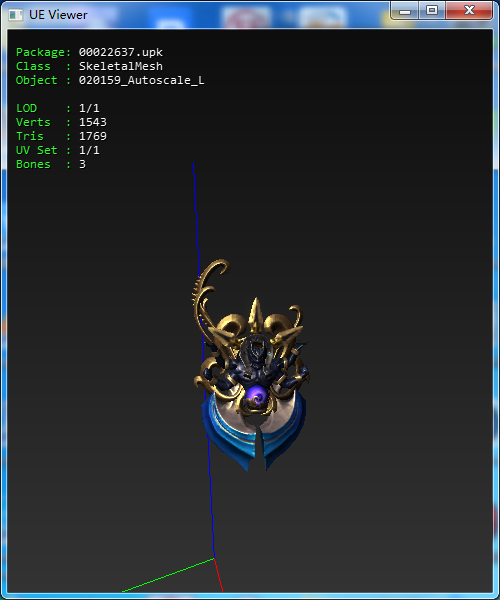 UE Viewer
Package: 00022637.upk
Class : SkeletalMesh
Object : 020159_Autoscale_L
LOD : 1/1
Verts : 1543
Tris : 1769
UV Set : 1/1
Bones : 3